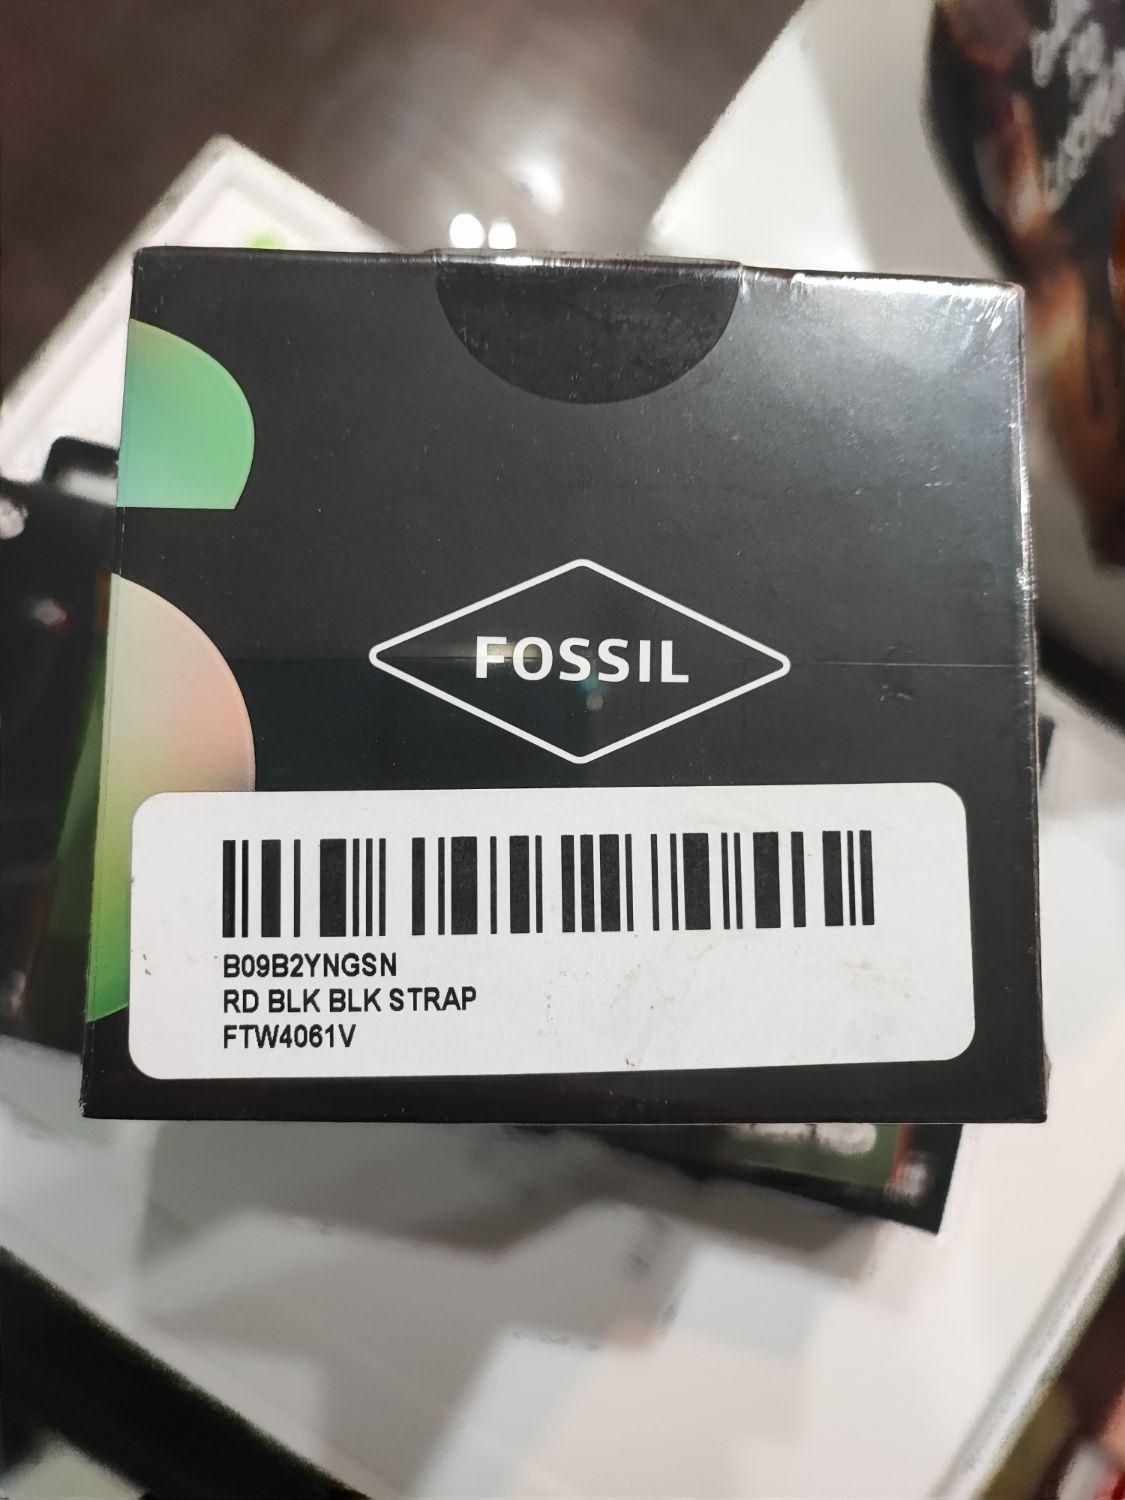 FOSSIL
B09B2YNGSN
RD BLK BLK STRAP
FTW4061V